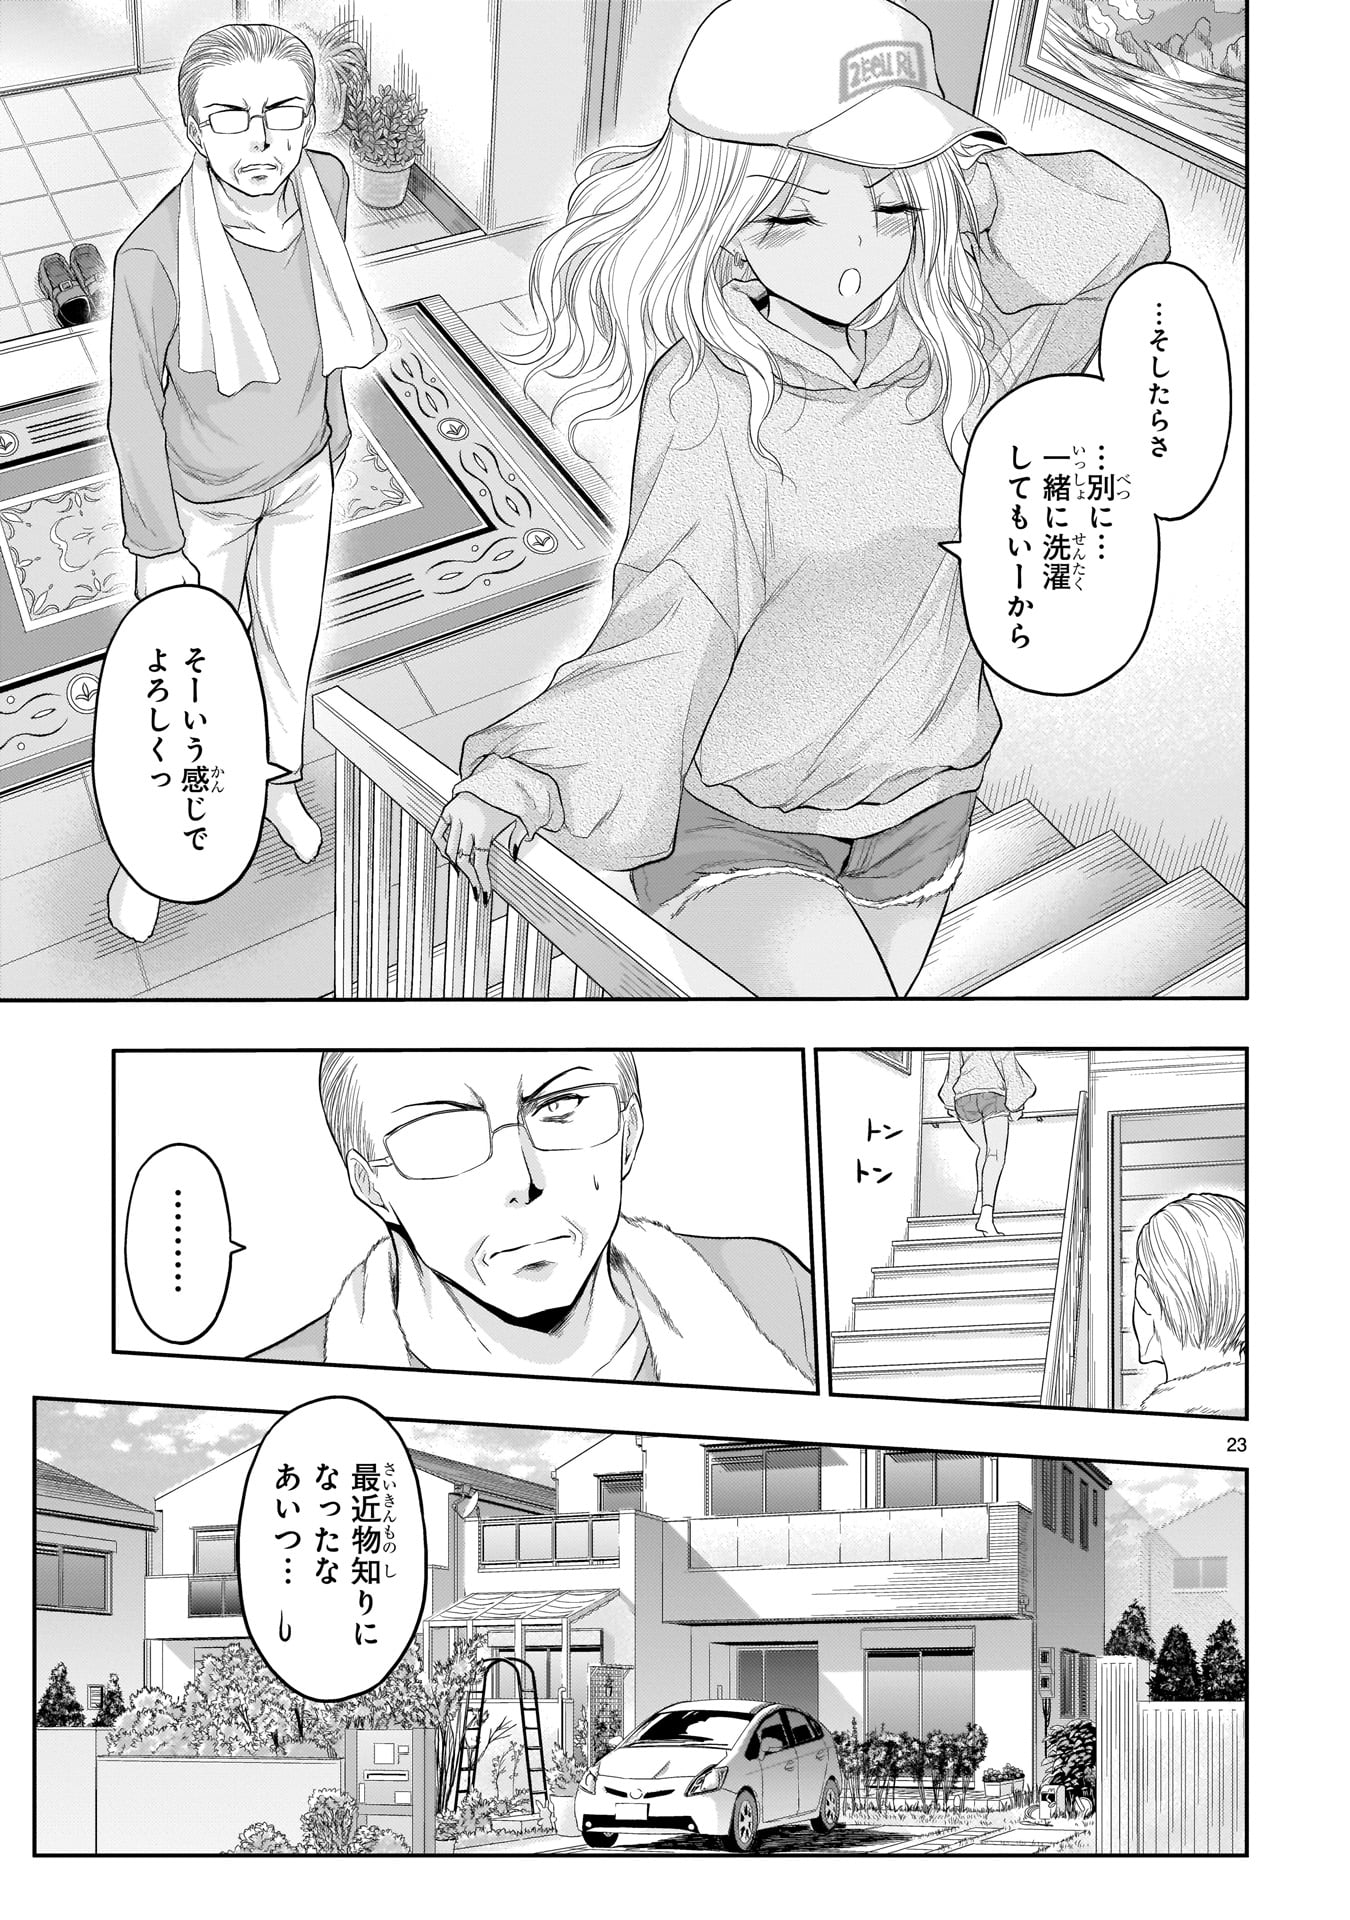 …そしたらさ
…別に…
一緒に洗濯
してもいーから
そーいう感じで
よろしくっ
トン
トン
………
最近物知りに
なったな
あいつ…
23